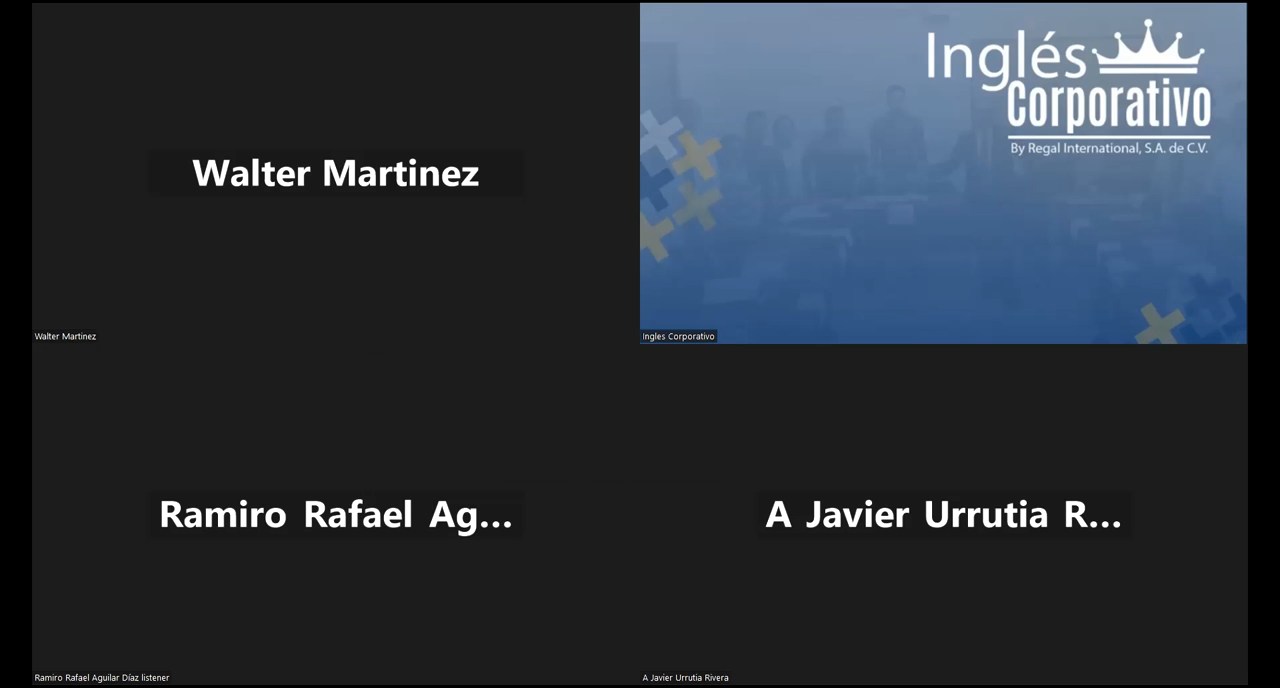 Walter Martinez
Walter Martinez
Inglés
Corporativo
By Regal International, S.A. de C.V.
Ingles Corporativo
Ramiro Rafael Ag...
Ramiro Rafael Aguilar Díaz listener
A Javier Urrutia R...
A Javier Urrutia Rivera